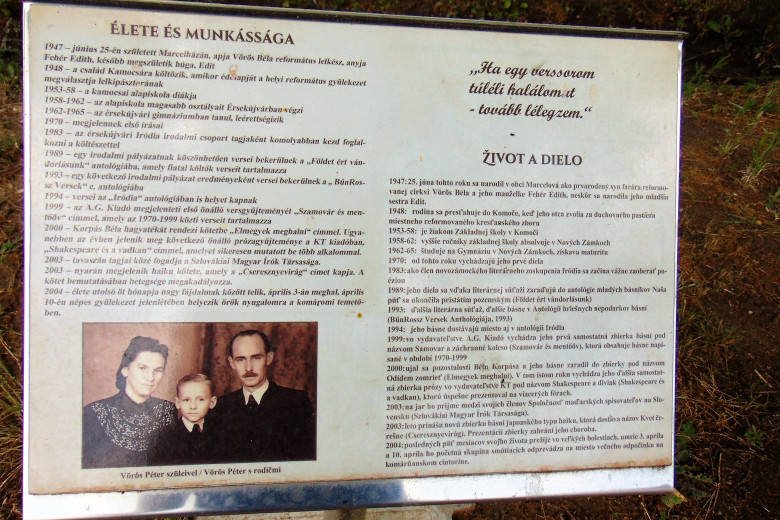 ÉLETE ÉS MUNKÁSSÁGA
1947 – június 25-én született Marcelházán, apja Vörös Béla református lelkész, anyja
Fehér Edith, később megszületik húga, Edit
1948 – a család Kamocsára költözik, amikor édesapját a helyi református gyülekezet
megválasztja lelkipásztorának
1953-58 – a kamocsai alapiskola diákja
1958-1962 – az alapiskola magasabb osztályait Érsekújvárban végzi
1962-1965 – az érsekújvári gimnáziumban tanul, leérettségizik
1970 – megjelennek első írásai
1983 – az érsekújvári Iródia irodalmi csoport tagjaként komolyabban kezd foglal-
kozni a költészettel
1989 – egy irodalmi pályázatnak köszönhetően versei bekerülnek a „Földet ért ván-
dorlásunk“ antológiába, amely fiatal költők verseit tartalmazza
1993 – egy következő irodalmi pályázat eredményeként versei bekerülnek a „ BűnRos-
sz Versek“ c. antológiába
1994 – versei az „Iródia“ antológiában is helyet kapnak
1999 – az A.G. Kiadó megjelenteti első önálló versgyűjteményét „Szamovár és men-
tőöv“ címmel, amely az 1970-1999 közti verseit tartalmazza
2000 – Korpás Béla hagyatékát rendezi kötetbe „Elmegyek meghalni“ címmel. Ugya-
nebben az évben jelenik meg következő önálló prózagyűjteménye a KT kiadóban,
„Shakespeare és a vadkan“ címmel, amelyet sikeresen mutatott be több alkalommal.
2003 – tavaszán tagjai közé fogadja a Szlovákiai Magyar Írók Társasága.
2003 – nyarán megjelenik haiku kötete, amely a „Cseresznyevirág“ címet kapja. A
kötet bemutatásában betegsége megakadályozza.
2004 – élete utolsó öt hónapja nagy fájdalmak között telik, április 3-án meghal, április
10-én népes gyülekezet jelenlétében helyezik örök nyugalomra a komáromi temető-
ben.
Vörös Péter szüleivel / Vörös Peter s rodičmi
„Ha egy verssorom
túléli halálomat
- tovább lélegzem.“
-
ŽIVOT A DIELO
1947:25. júna tohto roku sa narodil v obci Marcelová ako prvorodený syn farára reformo-
vanej cirkvi Vörös Béla a jeho manželke Fehér Edith, neskôr sa narodila jeho mladšia
sestra Edit.
1948: rodina sa presťahuje do Komoče, keď jeho otca zvolia za duchovného pastiera
miestneho reformovaného kresťanského zboru
1953-58: je žiakom Základnej školy v Komoči
1958-62: vyššie ročníky základnej školy absolvuje v Nových Zámkoch
1962-65: študuje na Gymnáziu v Nových Zámkoch, získava maturitu
1970: od tohto roku vychádzajú jeho prvé diela
1983:ako člen novozámockého literárneho zoskupenia Iródia sa začína vážne zaoberať po-
éziou
1989:jeho diela sa vďaka literárnej súťaži zaraďujú do antológie mladých básnikov Naša
púť sa ukončila pristátím pozemským (Földet ért vándorlásunk)
1993: ďalšia literárna súťaž, ďalšie básne v Antológii hriešnych nepodarkov básní
(BűnRossz Versek Anthológiája, 1993)
1994: jeho básne dostávajú miesto aj v antológii Iródia
1999:vo vydavateľstve A.G. Kiadó vychádza jeho prvá samostatná zbierka básní pod
názvom Samovar a záchranné koleso (Szamovár és mentőöv), ktorá obsahuje básne napí-
sané v období 1970-1999
2000:ujal sa pozostalosti Bélu Korpása a jeho básne zaradil do zbierky pod názvom
Odídem zomrieť (Elmegyek meghalni). V tom istom roku vychádza jeho ďalšia samostat-
ná zbierka prózy vo vydavateľstve KT pod názvom Shakespeare a diviak (Shakespeare és
a vadkan), ktorú úspešne prezentoval na viacerých fórach.
2003:na jar ho prijme medzi svojich členov Spoločnosť maďarských spisovateľov na Slo-
vensku (Szlovákiai Magyar Írók Társasága).
2003:leto prináša novú zbierku básní japonského typu haiku, ktorá dostáva názov Kvet čer-
ešne (Cseresznyevirág). Prezentácii zbierky zabráni jeho choroba.
2004:posledných päť mesiacov svojho života prežije vo veľkých bolestiach, umrie 3. apríla
a 10. apríla ho početná skupina smútiacich odprevádza na miesto večného odpočinku na
komárňanskom cintoríne.